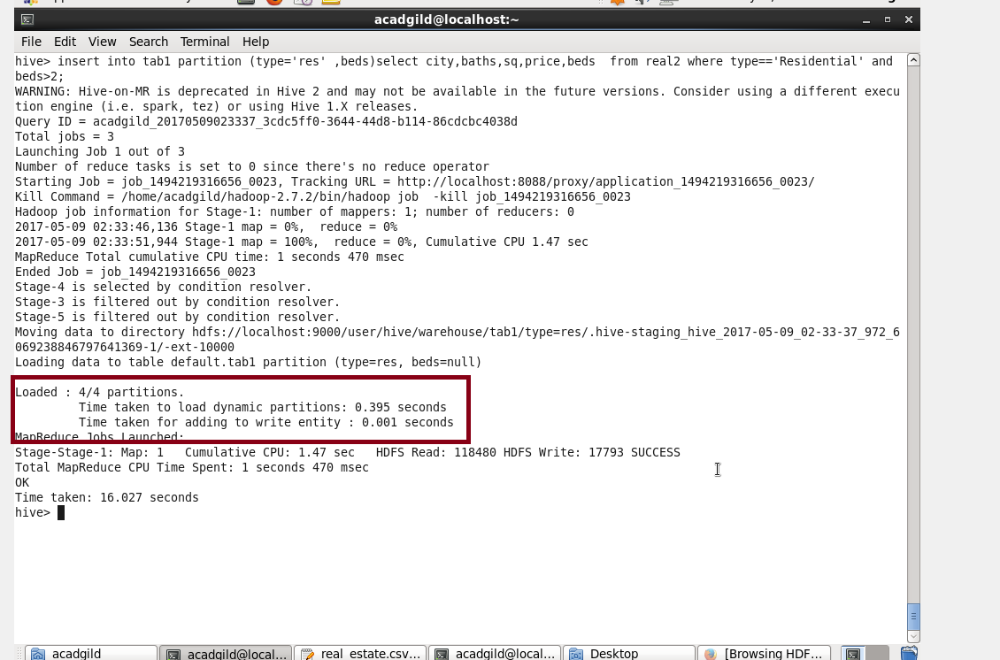 acadgild@localhost:~
File Edit View Search Terminal Help
hive> insert into tab1 partition (type='res' ,beds)select city,baths,sq,price,beds  from real2 where type=='Residential' and
beds>2;
WARNING: Hive-on-MR is deprecated in Hive 2 and may not be available in the future versions. Consider using a different execu
tion engine (i.e. spark, tez) or using Hive 1.X releases.
Query ID = acadgild_20170509023337_3cdc5ff0-3644-44d8-b114-86cdcbc4038d
Total jobs = 3
Launching Job 1 out of 3
Number of reduce tasks is set to 0 since there's no reduce operator
Starting Job = job_1494219316656_0023, Tracking URL = http://localhost:8088/proxy/application_1494219316656_0023/
Kill Command = /home/acadgild/hadoop-2.7.2/bin/hadoop job  -kill job_1494219316656_0023
Hadoop job information for Stage-1: number of mappers: 1; number of reducers: 0
2017-05-09 02:33:46,136 Stage-1 map = 0%,  reduce = 0%
2017-05-09 02:33:51,944 Stage-1 map = 100%,  reduce = 0%, Cumulative CPU 1.47 sec
MapReduce Total cumulative CPU time: 1 seconds 470 msec
Ended Job = job_1494219316656_0023
Stage-4 is selected by condition resolver.
Stage-3 is filtered out by condition resolver.
Stage-5 is filtered out by condition resolver.
Moving data to directory hdfs://localhost:9000/user/hive/warehouse/tab1/type=res/.hive-staging_hive_2017-05-09_02-33-37_972_6
069238846797641369-1/-ext-10000
Loading data to table default.tab1 partition (type=res, beds=null)
Loaded : 4/4 partitions.
Time taken to load dynamic partitions: 0.395 seconds
Time taken for adding to write entity : 0.001 seconds
MapReduce Jobs Launched:
Stage-Stage-1: Map: 1   Cumulative CPU: 1.47 sec   HDFS Read: 118480 HDFS Write: 17793 SUCCESS
Total MapReduce CPU Time Spent: 1 seconds 470 msec
OK
Time taken: 16.027 seconds
hive>
acadgild acadgild@local... real_estate.csv... acadgild@local... Desktop [Browsing HDF...